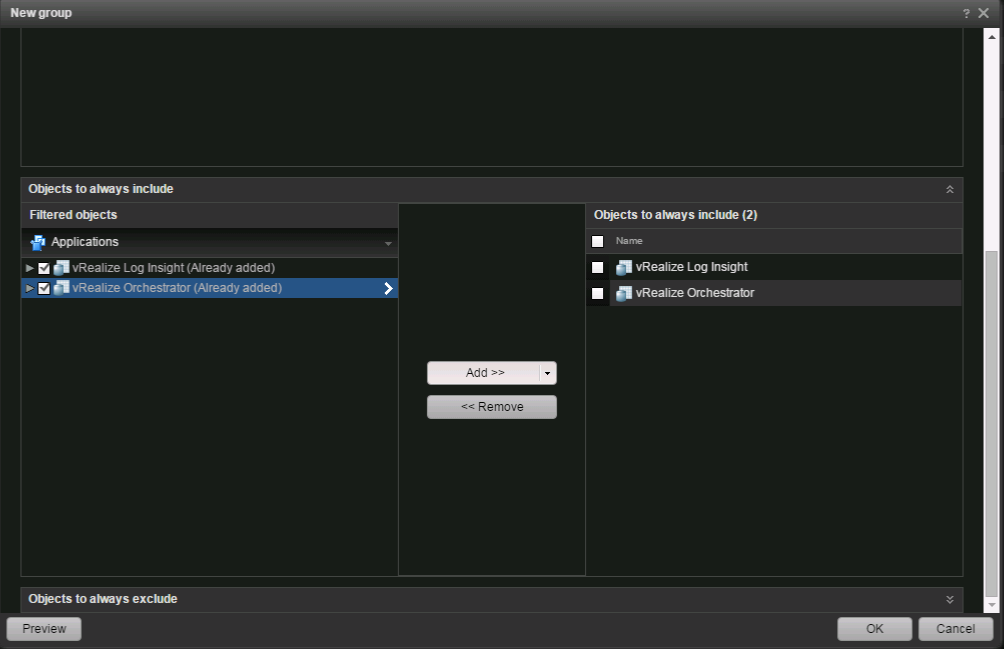 New group
?
Objects to always include
Filtered objects
Objects to always include (2)
Applications
Name
vRealize Log Insight (Already added)
vRealize Log Insight
vRealize Orchestrator (Already added)
vRealize Orchestrator
Add >>
<< Remove
Objects to always exclude
Preview
OK
Cancel